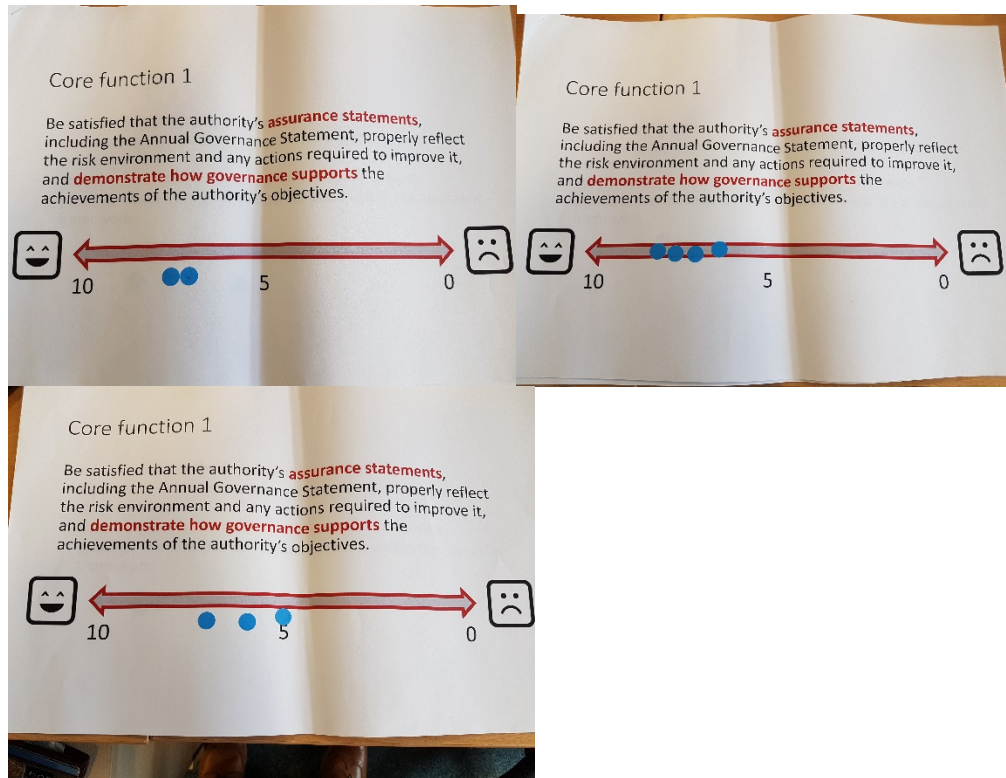 Core function 1
Be satisfied that the authority's assurance statements,
including the Annual Governance Statement, properly reflect
the risk environment and any actions required to improve it,
and demonstrate how governance supports the
achievements of the authority's objectives.
10 5 0
Core function 1
Be satisfied that the authority's assurance statements,
including the Annual Governance Statement, properly reflect
the risk environment and any actions required to improve it,
and demonstrate how governance supports the
achievements of the authority's objectives.
10 5 0
Core function 1
Be satisfied that the authority's assurance statements,
including the Annual Governance Statement, properly reflect
the risk environment and any actions required to improve it,
and demonstrate how governance supports the
achievements of the authority's objectives.
10 5 0